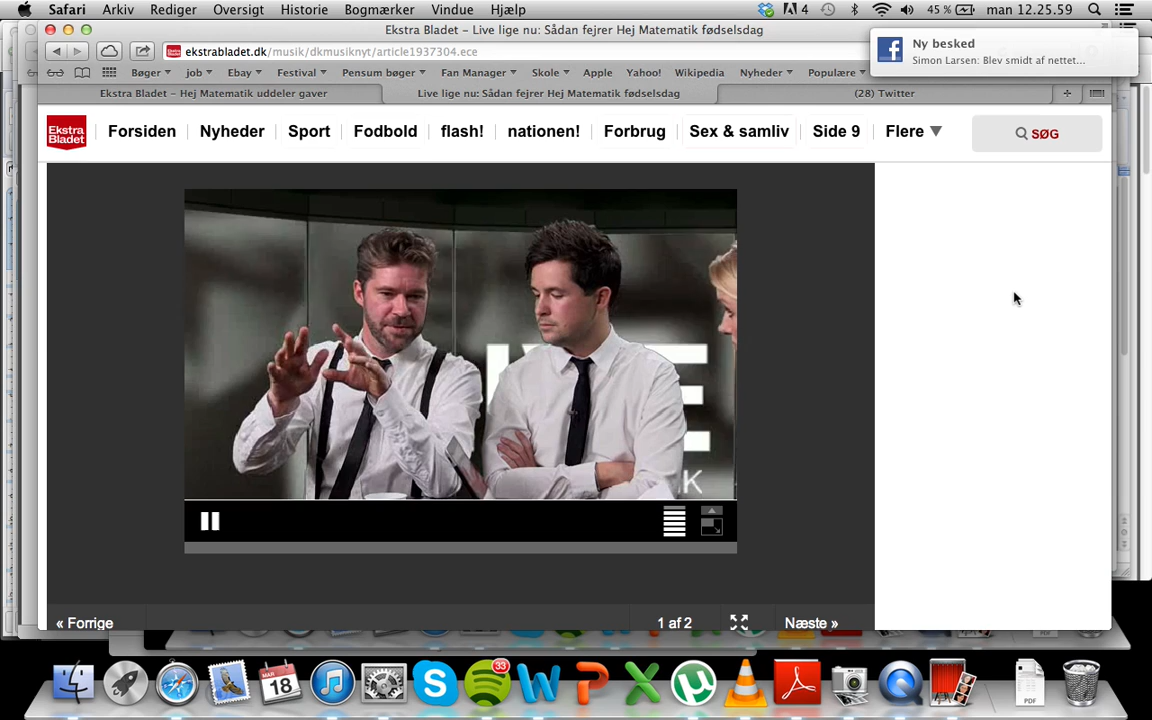 Safari Arkiv Rediger Oversigt Historie Bogmærker Vindue Hjælp 4 45 % man 12.25.59
Ekstra Bladet – Live lige nu: Sådan fejrer Hej Matematik fødselsdag
Ny besked
Simon Larsen: Blev smidt af nettet...
ekstrabladet.dk/musik/dkmusiknyt/article1937304.ece
Bøger job Ebay Festival Pensum bøger Fan Manager Skole Apple Yahoo! Wikipedia Nyheder Populære
Ekstra Bladet – Hej Matematik uddeler gaver Live lige nu: Sådan fejrer Hej Matematik fødselsdag (28) Twitter
Ekstra
Bladet
Forsiden Nyheder Sport Fodbold flash! nationen! Forbrug Sex & samliv Side 9 Flere SØG
« Forrige 1 af 2 Næste »
33
MAR
18
PDF